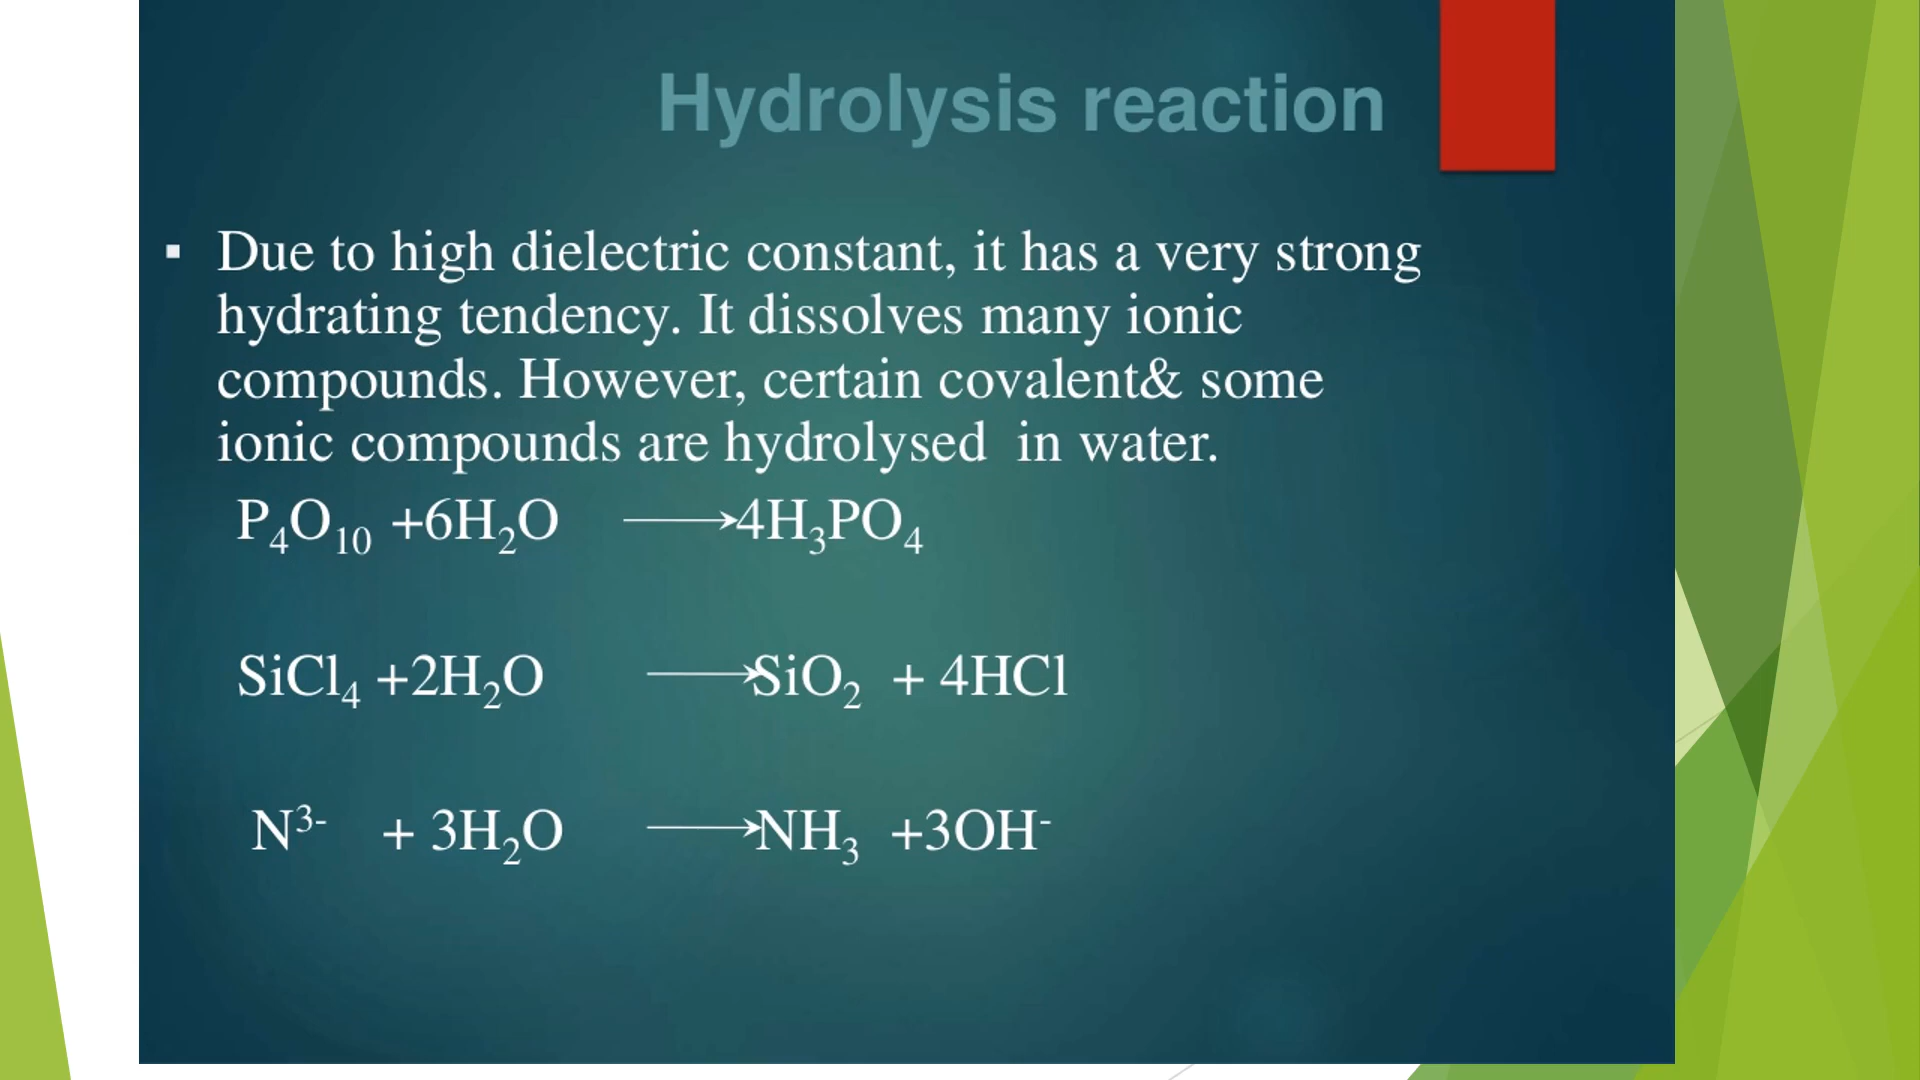 Hydrolysis reaction
▪ Due to high dielectric constant, it has a very strong
hydrating tendency. It dissolves many ionic
compounds. However, certain covalent& some
ionic compounds are hydrolysed  in water.
P₄O₁₀ +6H₂O ⟶4H₃PO₄
SiCl₄ +2H₂O ⟶SiO₂ + 4HCl
N³⁻ + 3H₂O ⟶NH₃ +3OH⁻